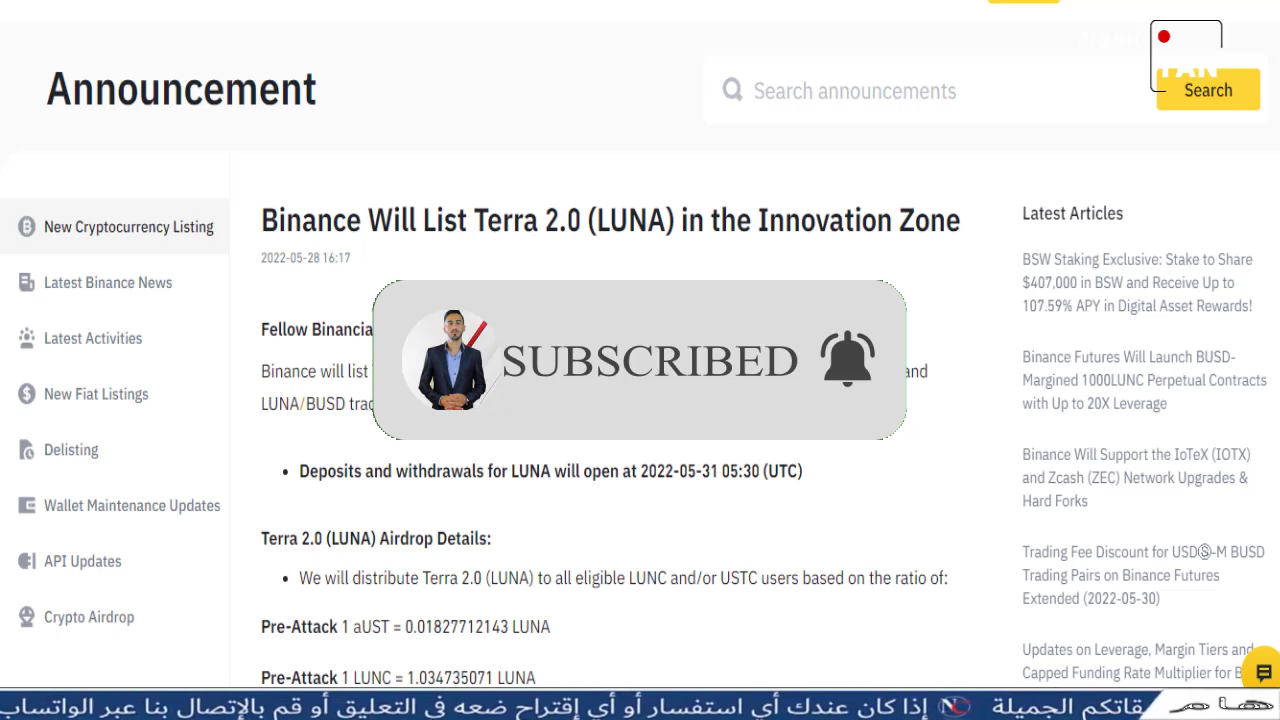 Announcement
Search announcements
Search
New Cryptocurrency Listing
Latest Binance News
Latest Activities
New Fiat Listings
Delisting
Wallet Maintenance Updates
API Updates
Crypto Airdrop
Binance Will List Terra 2.0 (LUNA) in the Innovation Zone
2022-05-28 16:17
Fellow Binancia
Binance will list
and
LUNA/BUSD trad
SUBSCRIBED
• Deposits and withdrawals for LUNA will open at 2022-05-31 05:30 (UTC)
Terra 2.0 (LUNA) Airdrop Details:
• We will distribute Terra 2.0 (LUNA) to all eligible LUNC and/or USTC users based on the ratio of:
Pre-Attack 1 aUST = 0.01827712143 LUNA
Pre-Attack 1 LUNC = 1.034735071 LUNA
Latest Articles
BSW Staking Exclusive: Stake to Share
$407,000 in BSW and Receive Up to
107.59% APY in Digital Asset Rewards!
Binance Futures Will Launch BUSD-
Margined 1000LUNC Perpetual Contracts
with Up to 20X Leverage
Binance Will Support the IoTeX (IOTX)
and Zcash (ZEC) Network Upgrades &
Hard Forks
Trading Fee Discount for USDⓈ-M BUSD
Trading Pairs on Binance Futures
Extended (2022-05-30)
Updates on Leverage, Margin Tiers and
Capped Funding Rate Multiplier for B
قاتكم الجميلة إذا كان عندك أي استفسار أو أي إقتراح ضعه في التعليق أو قم بالإتصال بنا عبر الواتساب